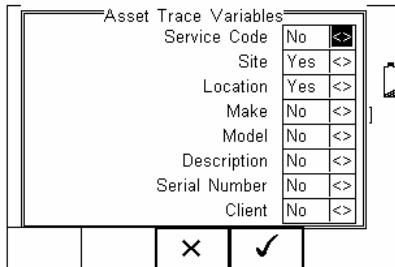 Asset Trace Variables
Service Code No <>
Site Yes <>
Location Yes <>
Make No <>
Model No <>
Description No <>
Serial Number No <>
Client No <>